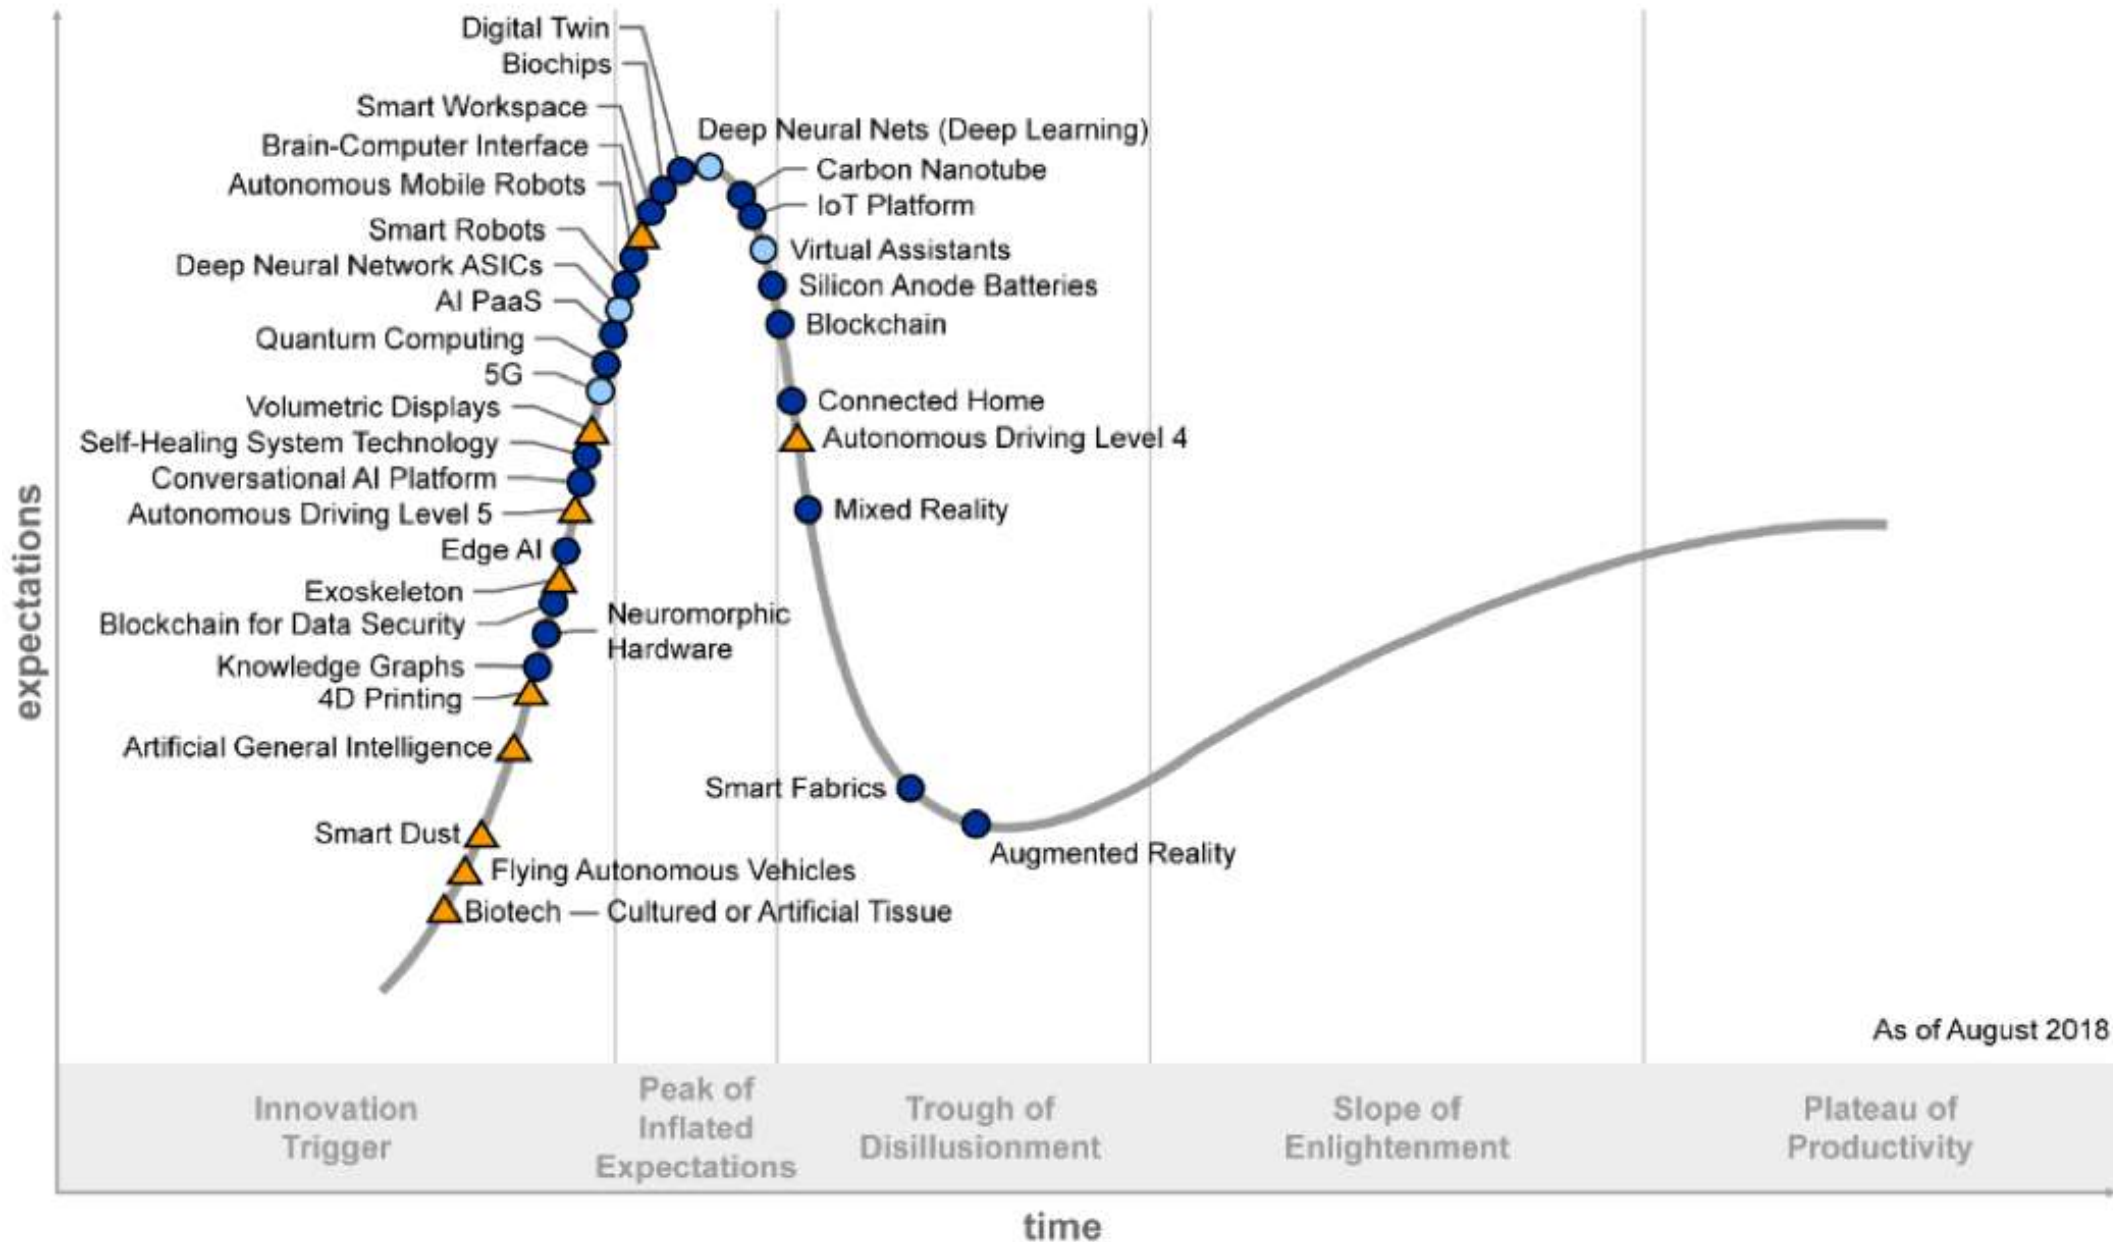 Digital Twin
Biochips
Smart Workspace
Deep Neural Nets (Deep Learning)
Brain-Computer Interface
Carbon Nanotube
Autonomous Mobile Robots
IoT Platform
Smart Robots
Virtual Assistants
Deep Neural Network ASICs
Silicon Anode Batteries
AI PaaS
Blockchain
Quantum Computing
5G
Connected Home
Volumetric Displays
Autonomous Driving Level 4
Self-Healing System Technology
Conversational AI Platform
Mixed Reality
Autonomous Driving Level 5
Edge AI
Exoskeleton
Neuromorphic
Hardware
Blockchain for Data Security
Knowledge Graphs
4D Printing
Artificial General Intelligence
Smart Fabrics
Smart Dust
Augmented Reality
Flying Autonomous Vehicles
Biotech — Cultured or Artificial Tissue
expectations
As of August 2018
Innovation
Trigger
Peak of
Inflated
Expectations
Trough of
Disillusionment
Slope of
Enlightenment
Plateau of
Productivity
time